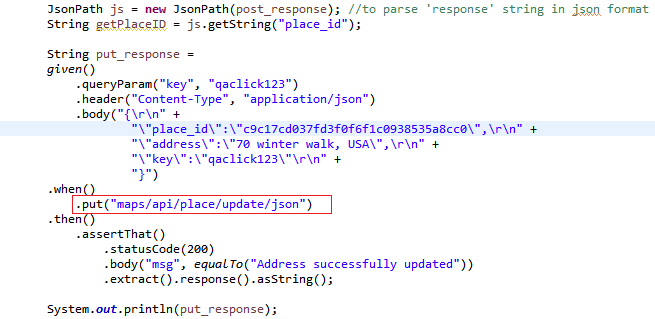 JsonPath js = new JsonPath(post_response); //to parse 'response' string in json format
String getPlaceID = js.getString("place_id");
String put_response =
given()
.queryParam("key", "qaclick123")
.header("Content-Type", "application/json")
.body("{\r\n" +
"\"place_id\":\"c9c17cd037fd3f0f6f1c0938535a8cc0\",\r\n" +
"\"address\":\"70 winter walk, USA\",\r\n" +
"\"key\":\"qaclick123\"\r\n" +
"}")
.when()
.put("maps/api/place/update/json")
.then()
.assertThat()
.statusCode(200)
.body("msg", equalTo("Address successfully updated"))
.extract().response().asString();
System.out.println(put_response);